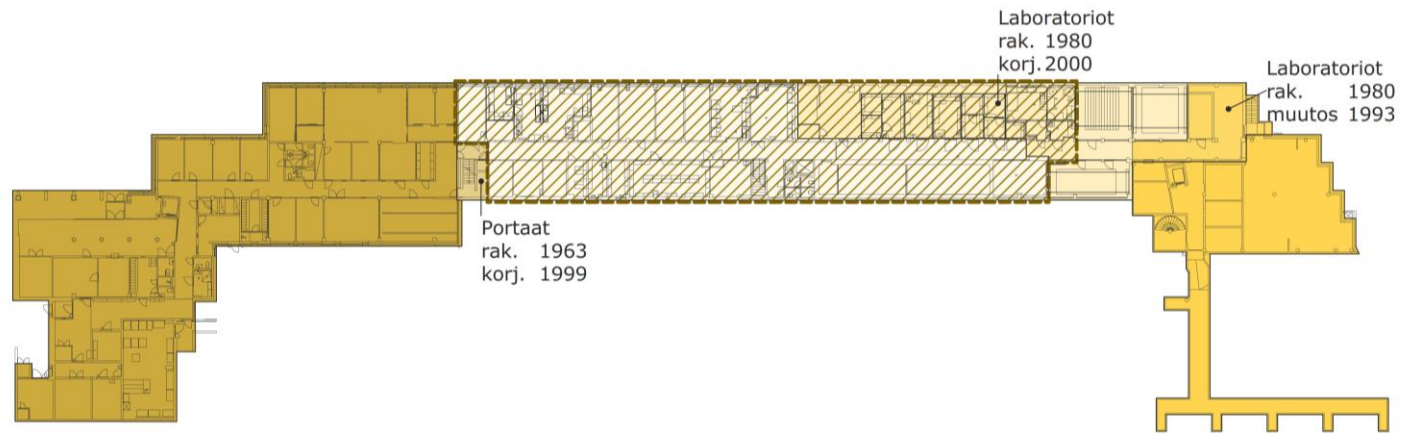 Laboratoriot
rak. 1980
korj. 2000
Laboratoriot
rak. 1980
muutos 1993
Portaat
rak. 1963
korj. 1999